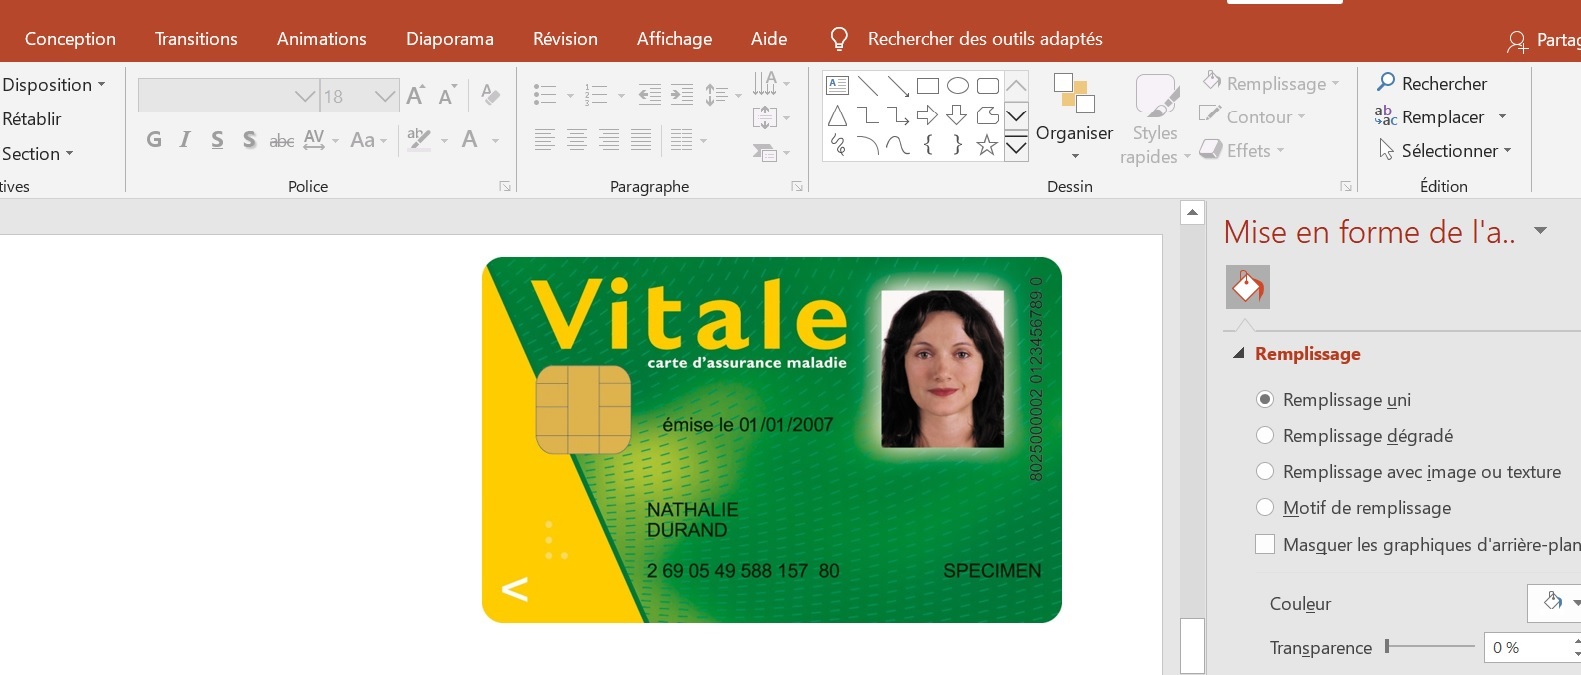 Conception Transitions Animations Diaporama Révision Affichage Aide Rechercher des outils adaptés
Disposition
Rétablir
Section
18
G I S S abc AV Aa ab A
Police
Paragraphe
Organiser
Styles
rapides
Dessin
Remplissage
Contour
Effets
Rechercher
Remplacer
Sélectionner
Édition
Mise en forme de l'a..
Remplissage
Remplissage uni
Remplissage dégradé
Remplissage avec image ou texture
Motif de remplissage
Masquer les graphiques d'arrière-plan
Couleur
Transparence 0 %
Vitale
carte d'assurance maladie
émise le 01/01/2007
NATHALIE
DURAND
2 69 05 49 588 157 80
SPECIMEN
8025000002 0123456789 0